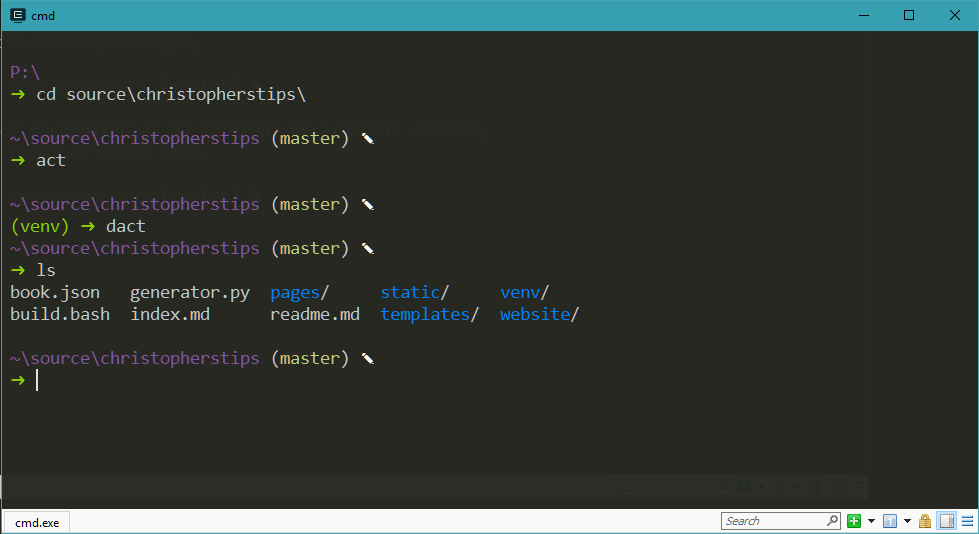 cmd
P:\
➜ cd source\christopherstips\
~\source\christopherstips (master) ✎
➜ act
~\source\christopherstips (master) ✎
(venv) ➜ dact
~\source\christopherstips (master) ✎
➜ ls
book.json generator.py pages/ static/ venv/
build.bash index.md readme.md templates/ website/
~\source\christopherstips (master) ✎
➜
cmd.exe Search